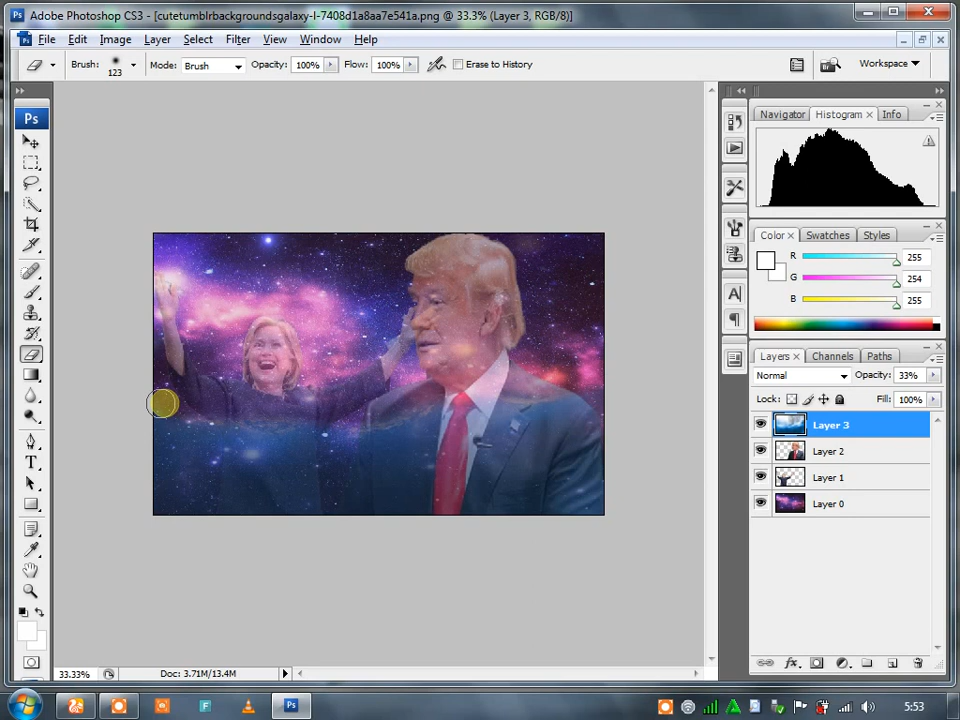 Adobe Photoshop CS3 - [cutetumblrbackgroundsgalaxy-l-7408d1a8aa7e541a.png @ 33.3% (Layer 3, RGB/8)]
Ps File Edit Image Layer Select Filter View Window Help
Brush: 123 Mode: Brush Opacity: 100% Flow: 100% Erase to History Workspace
Ps
Navigator Histogram Info
Color Swatches Styles
R 255
G 254
B 255
Layers Channels Paths
Normal Opacity: 33%
Lock: Fill: 100%
Layer 3
Layer 2
Layer 1
Layer 0
33.33% Doc: 3.71M/13.4M
Ps 5:53